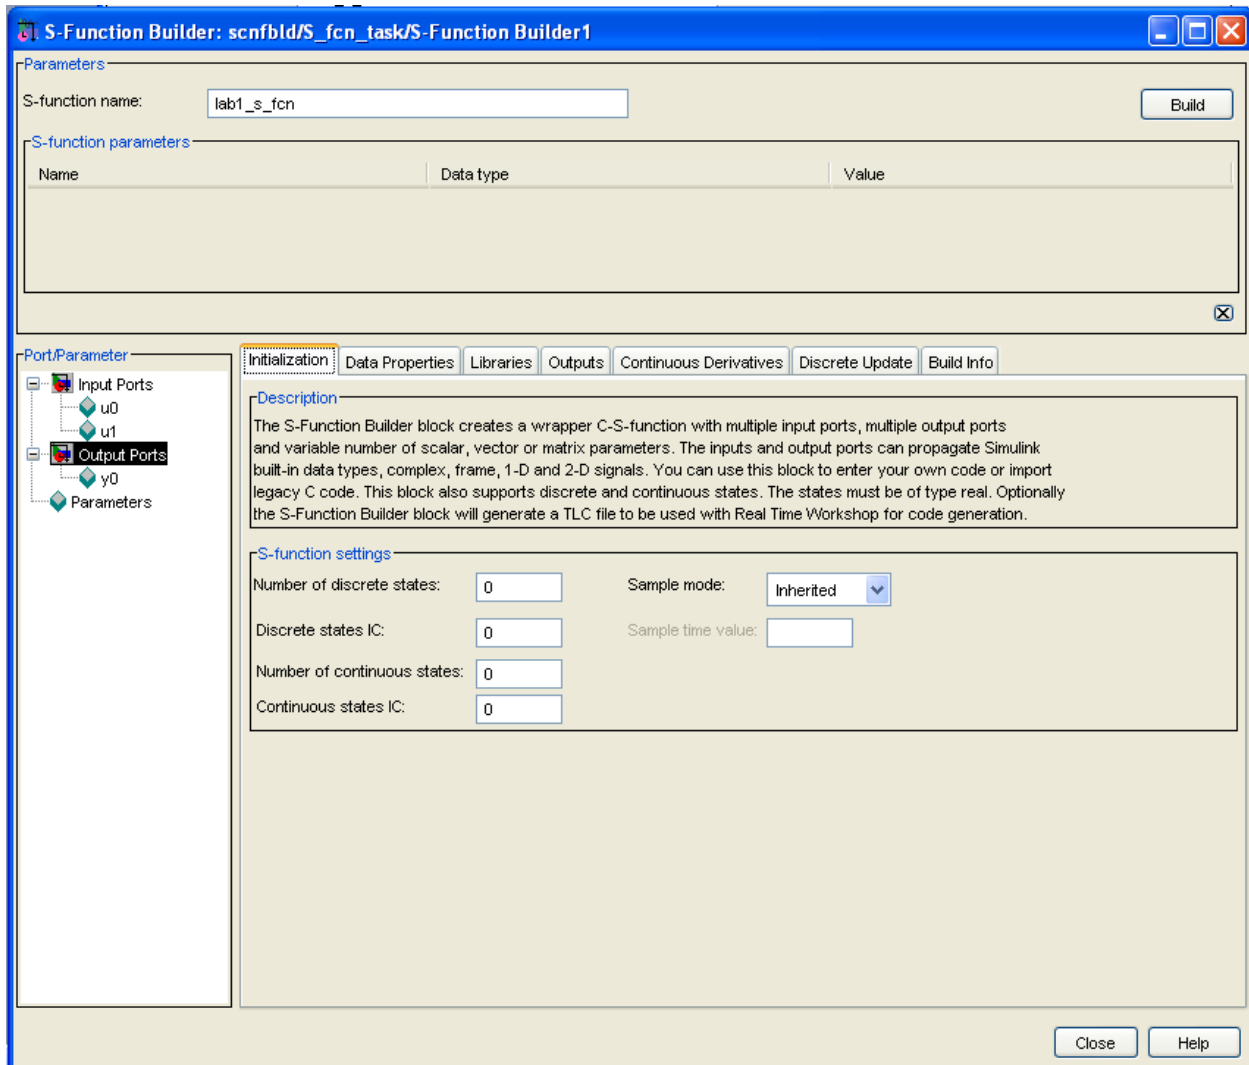 S-Function Builder: scnfbld/S_fcn_task/S-Function Builder1
Parameters
S-function name:
lab1_s_fcn
Build
S-function parameters
Name
Data type
Value
Port/Parameter
Input Ports
u0
u1
Output Ports
y0
Parameters
Initialization
Data Properties
Libraries
Outputs
Continuous Derivatives
Discrete Update
Build Info
Description
The S-Function Builder block creates a wrapper C-S-function with multiple input ports, multiple output ports
and variable number of scalar, vector or matrix parameters. The inputs and output ports can propagate Simulink
built-in data types, complex, frame, 1-D and 2-D signals. You can use this block to enter your own code or import
legacy C code. This block also supports discrete and continuous states. The states must be of type real. Optionally
the S-Function Builder block will generate a TLC file to be used with Real Time Workshop for code generation.
S-function settings
Number of discrete states:
0
Sample mode:
Inherited
Discrete states IC:
0
Sample time value:
Number of continuous states:
0
Continuous states IC:
0
Close
Help